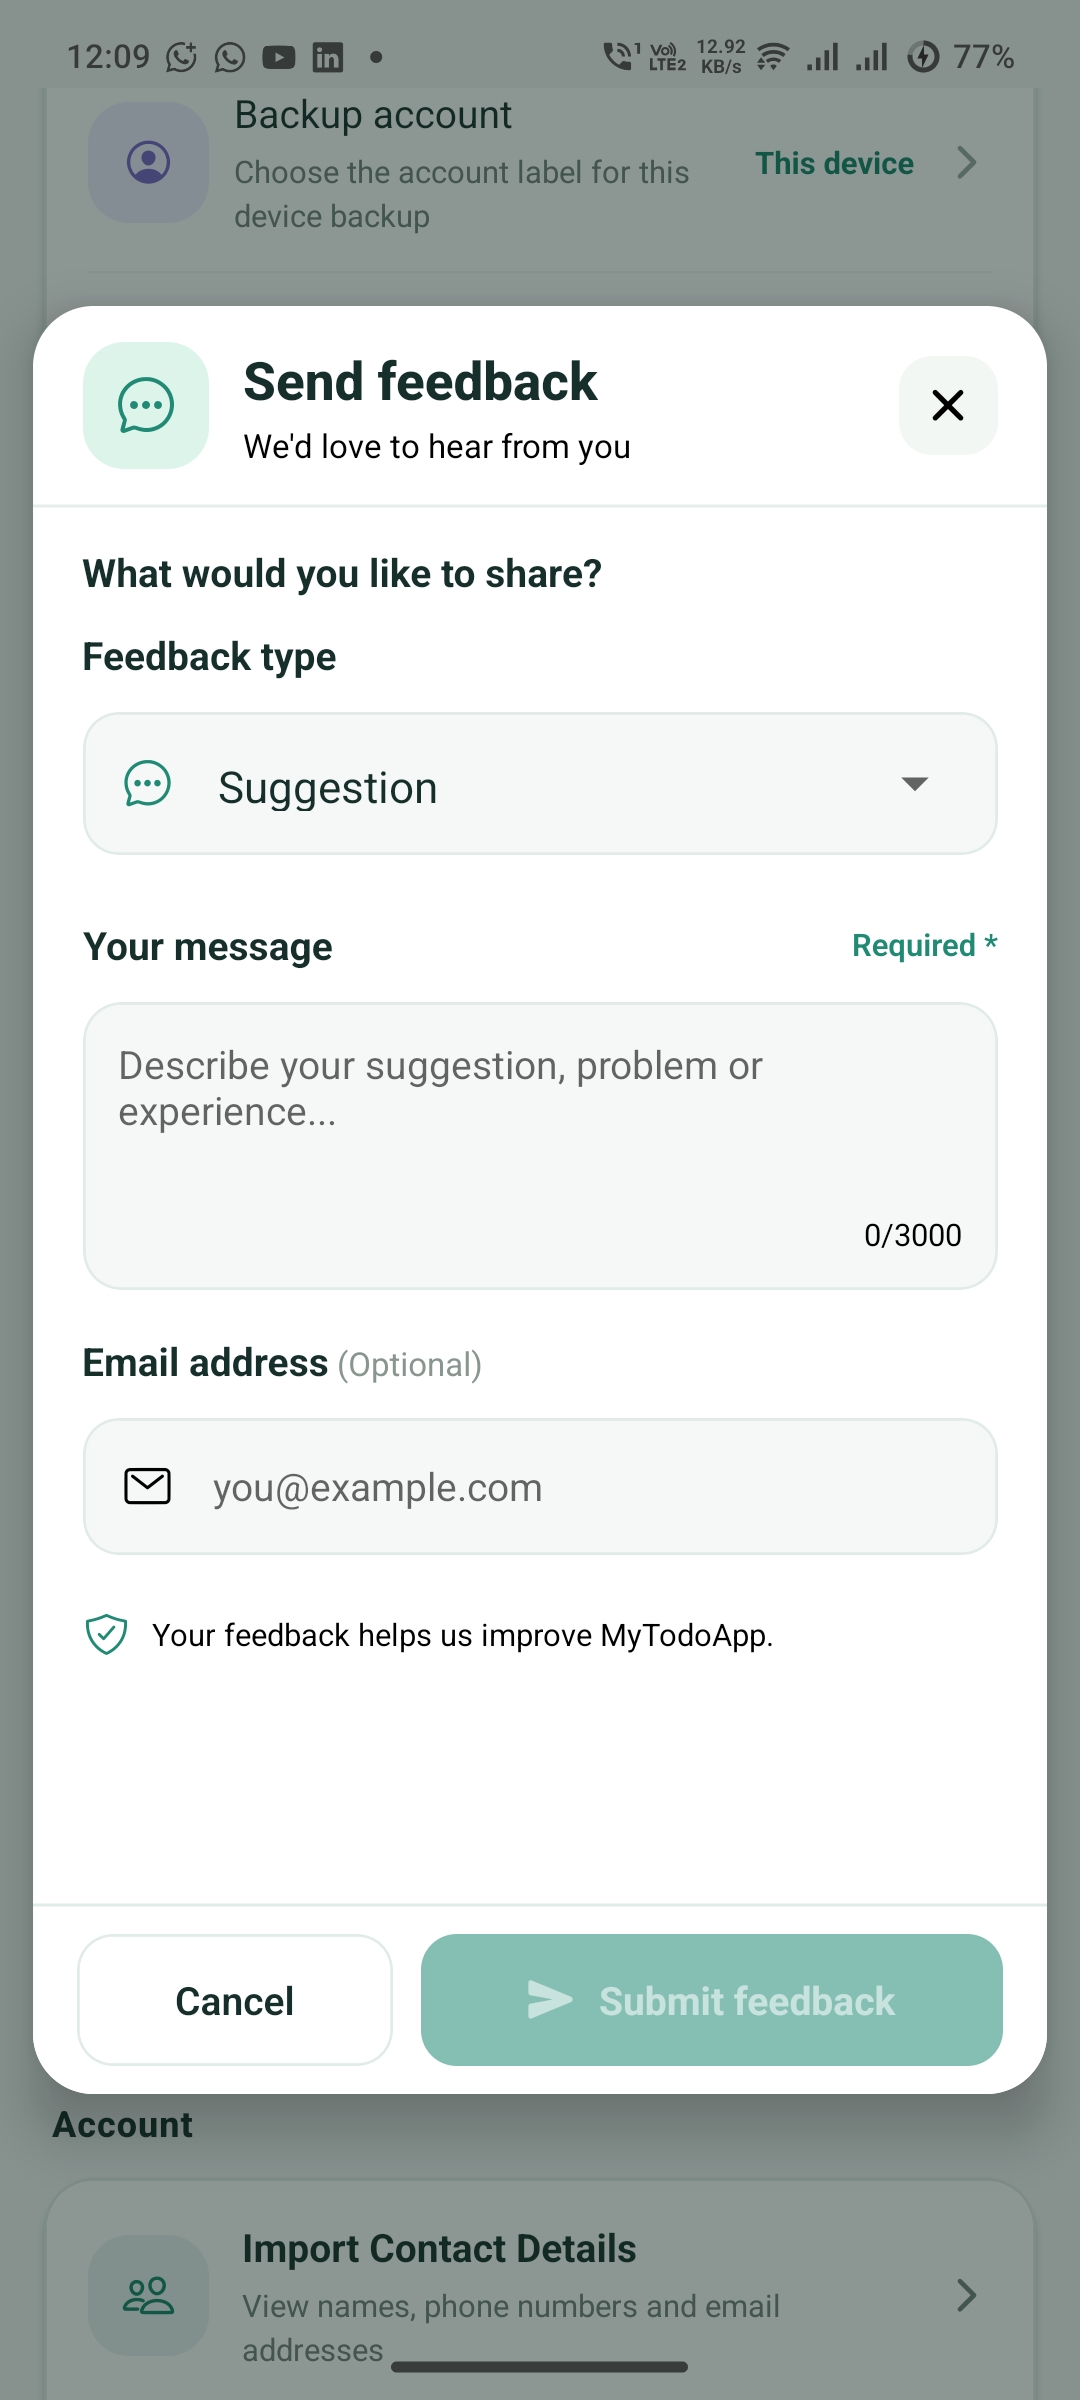 12:09
1 Vo) LTE2 12.92 KB/s 77%
Backup account
Choose the account label for this
device backup
This device
Send feedback
We'd love to hear from you
What would you like to share?
Feedback type
Suggestion
Your message
Required *
Describe your suggestion, problem or
experience...
0/3000
Email address (Optional)
you@example.com
Your feedback helps us improve MyTodoApp.
Cancel
Submit feedback
Account
Import Contact Details
View names, phone numbers and email
addresses